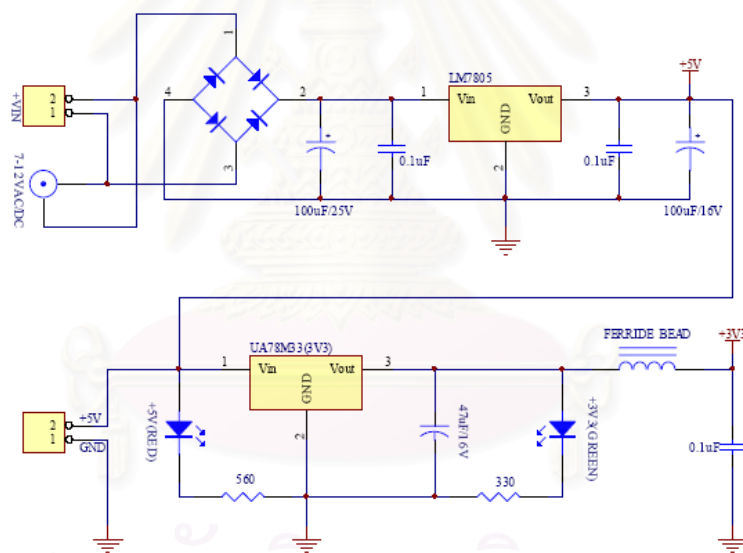 1
+5V
LM7805
+VIN
2
1
4
2
1
Vin
Vout
3
GND
2
3
0.1uF
0.1uF
7-12VAC/DC
100uF/25V
100uF/16V
FERRIDE BEAD
+3V3
UA78M33(3V3)
1
Vin
Vout
3
GND
2
+5V
2
1
GND
+5V(RED)
47uF/16V
+3V3(GREEN)
0.1uF
560
330